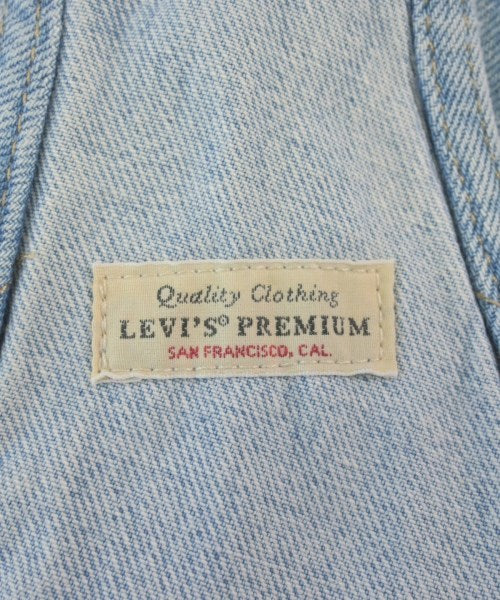 Quality Clothing
LEVI'S® PREMIUM
SAN FRANCISCO, CAL.